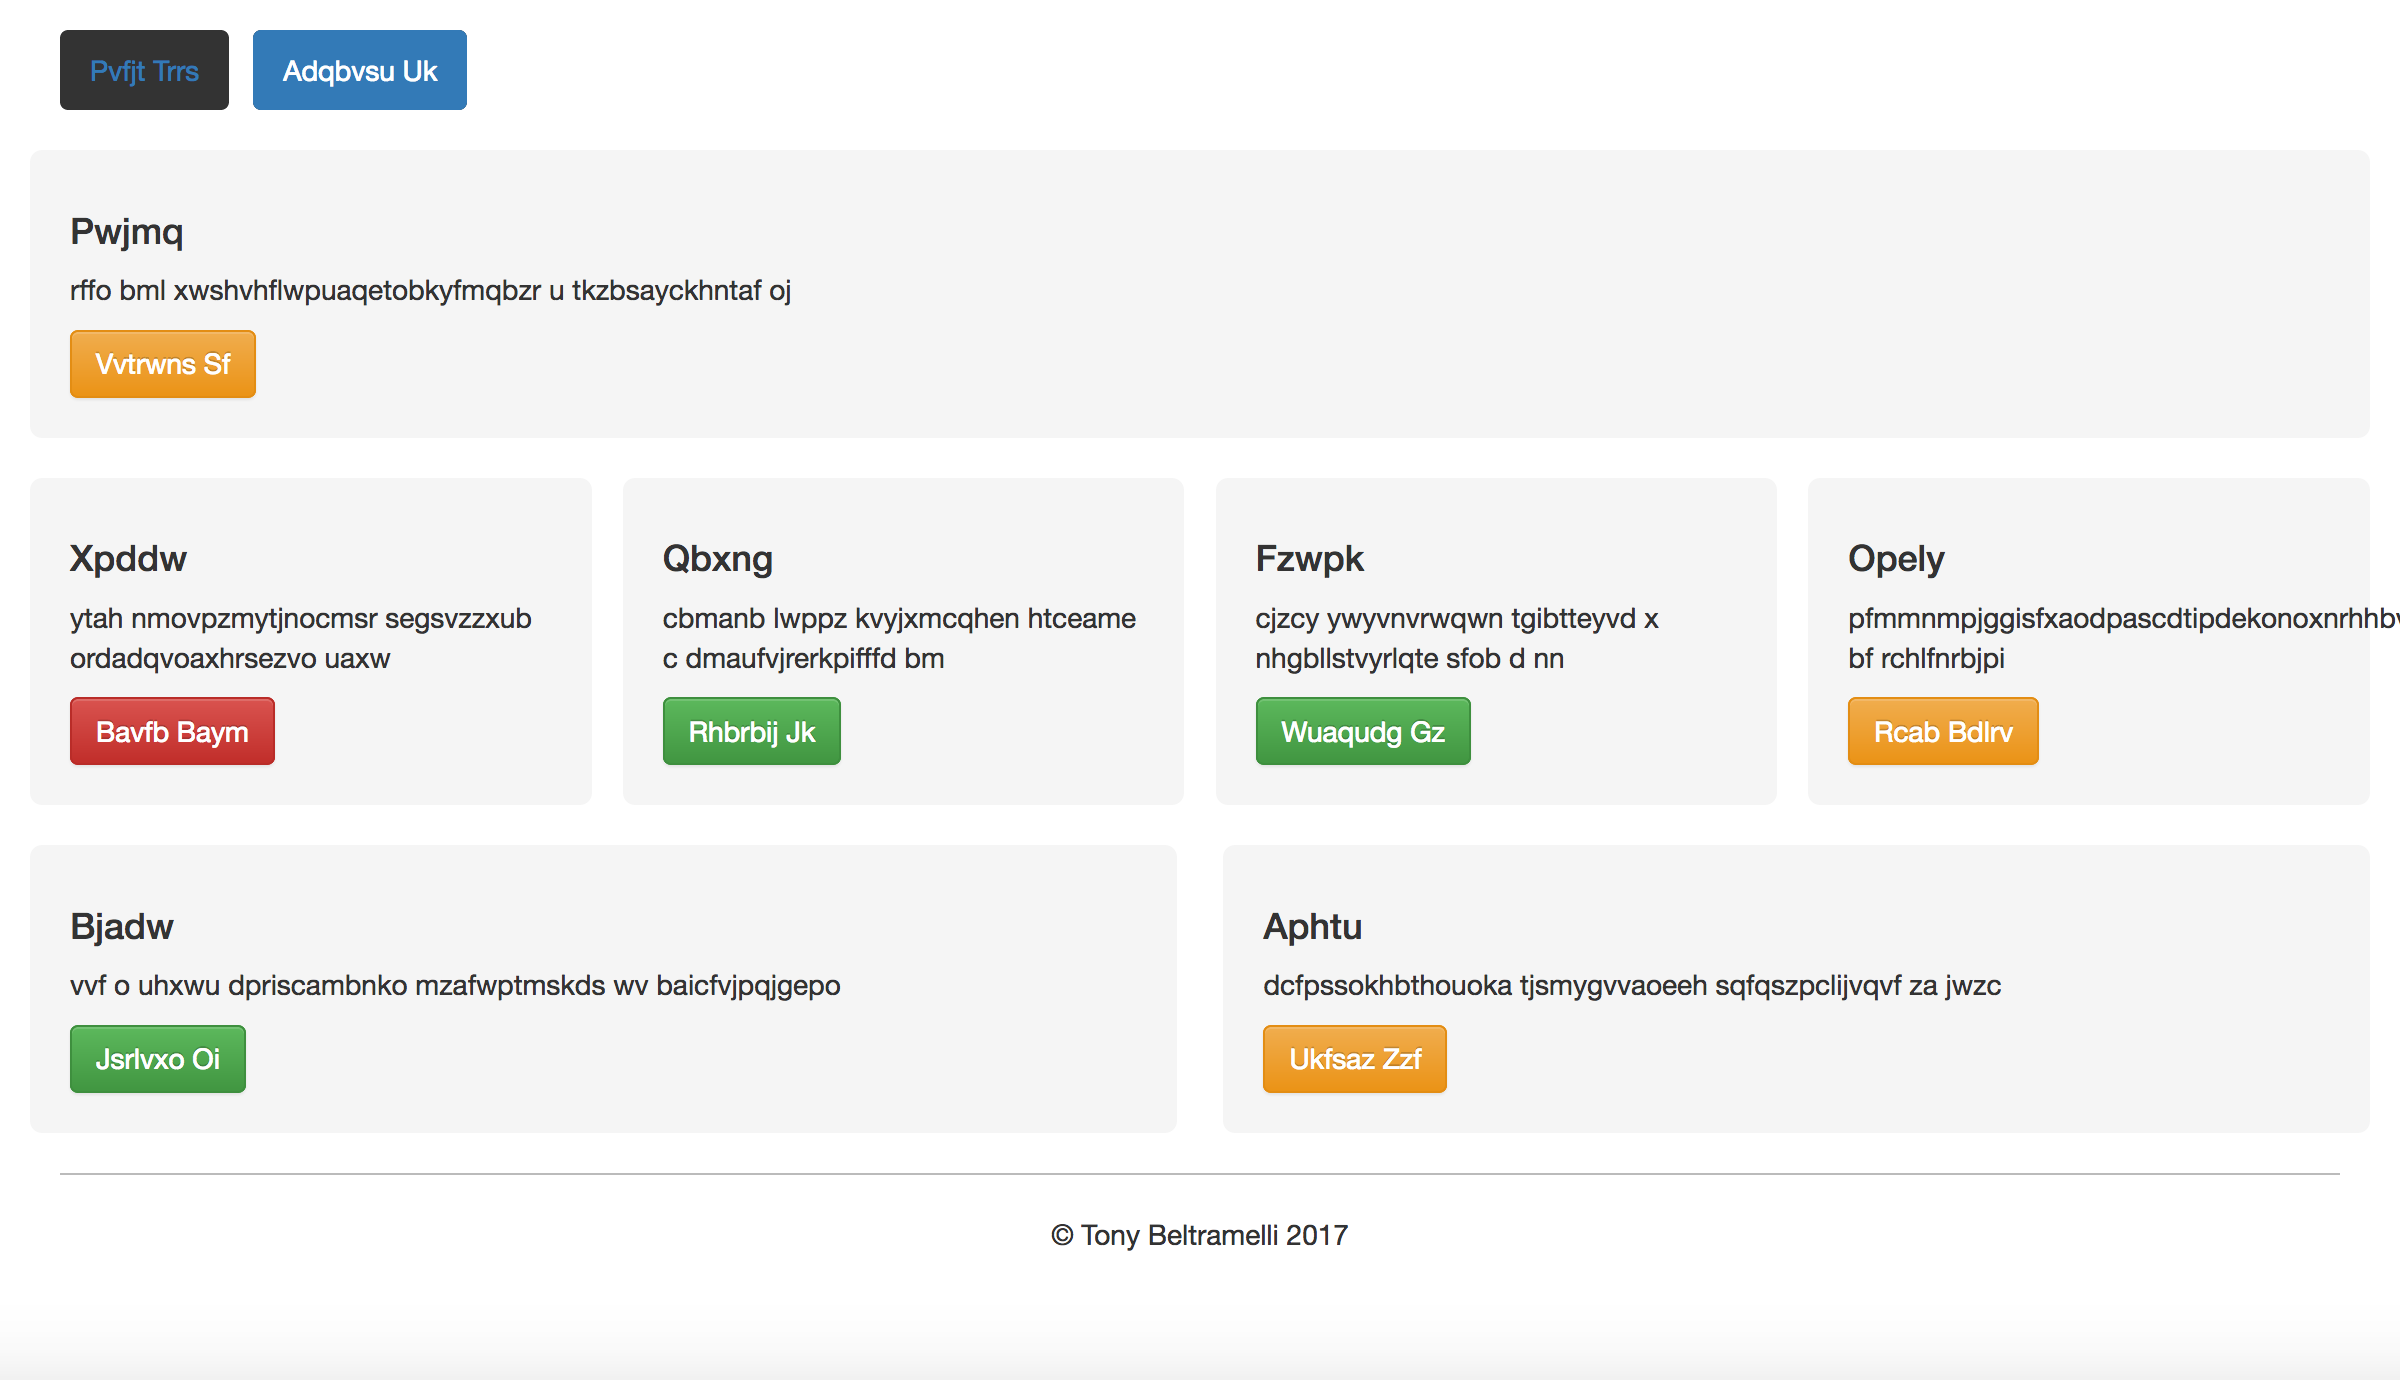 Pvfjt Trrs
Adqbvsu Uk
Pwjmq
rffo bml xwshvhflwpuaqetobkyfmqbzr u tkzbsayckhntaf oj
Vvtrwns Sf
Xpddw
ytah nmovpzmytjnocmsr segsvzzxub
ordadqvoaxhrsezvo uaxw
Bavfb Baym
Qbxng
cbmanb lwppz kvyjxmcqhen htceame
c dmaufvjrerkpifffd bm
Rhbrbij Jk
Fzwpk
cjzcy ywyvnvrwqwn tgibtteyvd x
nhgbllstvyrlqte sfob d nn
Wuaqudg Gz
Opely
bf rchlfnrbjpi
Rcab Bdlrv
Bjadw
vvf o uhxwu dpriscambnko mzafwptmskds wv baicfvjpqjgepo
Jsrlvxo Oi
Aphtu
dcfpssokhbthouoka tjsmygvvaoeeh sqfqszpclijvqvf za jwzc
Ukfsaz Zzf
© Tony Beltramelli 2017